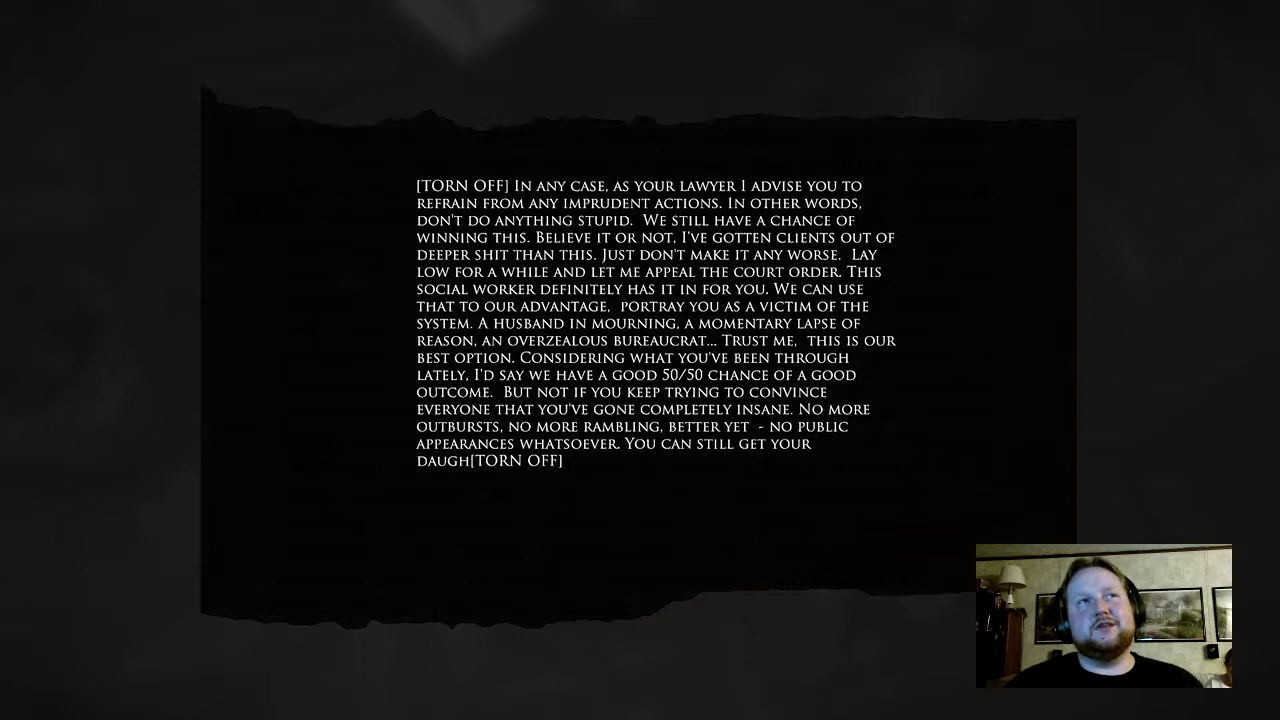 [TORN OFF] IN ANY CASE, AS YOUR LAWYER I ADVISE YOU TO
REFRAIN FROM ANY IMPRUDENT ACTIONS. IN OTHER WORDS,
DON'T DO ANYTHING STUPID.  WE STILL HAVE A CHANCE OF
WINNING THIS. BELIEVE IT OR NOT, I'VE GOTTEN CLIENTS OUT OF
DEEPER SHIT THAN THIS. JUST DON'T MAKE IT ANY WORSE.  LAY
LOW FOR A WHILE AND LET ME APPEAL THE COURT ORDER. THIS
SOCIAL WORKER DEFINITELY HAS IT IN FOR YOU. WE CAN USE
THAT TO OUR ADVANTAGE,  PORTRAY YOU AS A VICTIM OF THE
SYSTEM. A HUSBAND IN MOURNING, A MOMENTARY LAPSE OF
REASON, AN OVERZEALOUS BUREAUCRAT... TRUST ME,  THIS IS OUR
BEST OPTION. CONSIDERING WHAT YOU'VE BEEN THROUGH
LATELY, I'D SAY WE HAVE A GOOD 50/50 CHANCE OF A GOOD
OUTCOME.  BUT NOT IF YOU KEEP TRYING TO CONVINCE
EVERYONE THAT YOU'VE GONE COMPLETELY INSANE. NO MORE
OUTBURSTS, NO MORE RAMBLING, BETTER YET  - NO PUBLIC
APPEARANCES WHATSOEVER. YOU CAN STILL GET YOUR
DAUGH[TORN OFF]